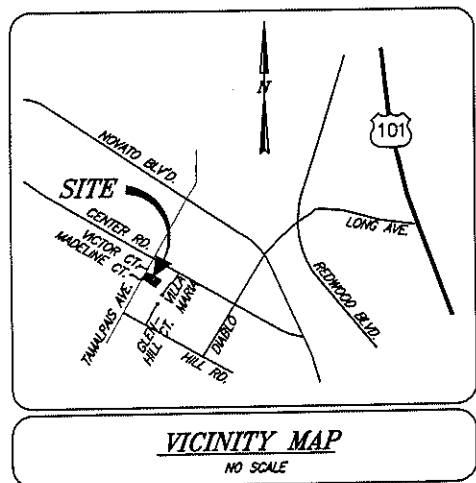 N
101
NOVATO BLV'D.
SITE
CENTER RD.
VICTOR CT.
MADELINE CT.
LONG AVE.
REDWOOD BLVD.
VILLA
MARIA
TAMALPAIS AVE.
GLEN-
HILL CT.
DIABLO
HILL RD.
VICINITY MAP
NO SCALE